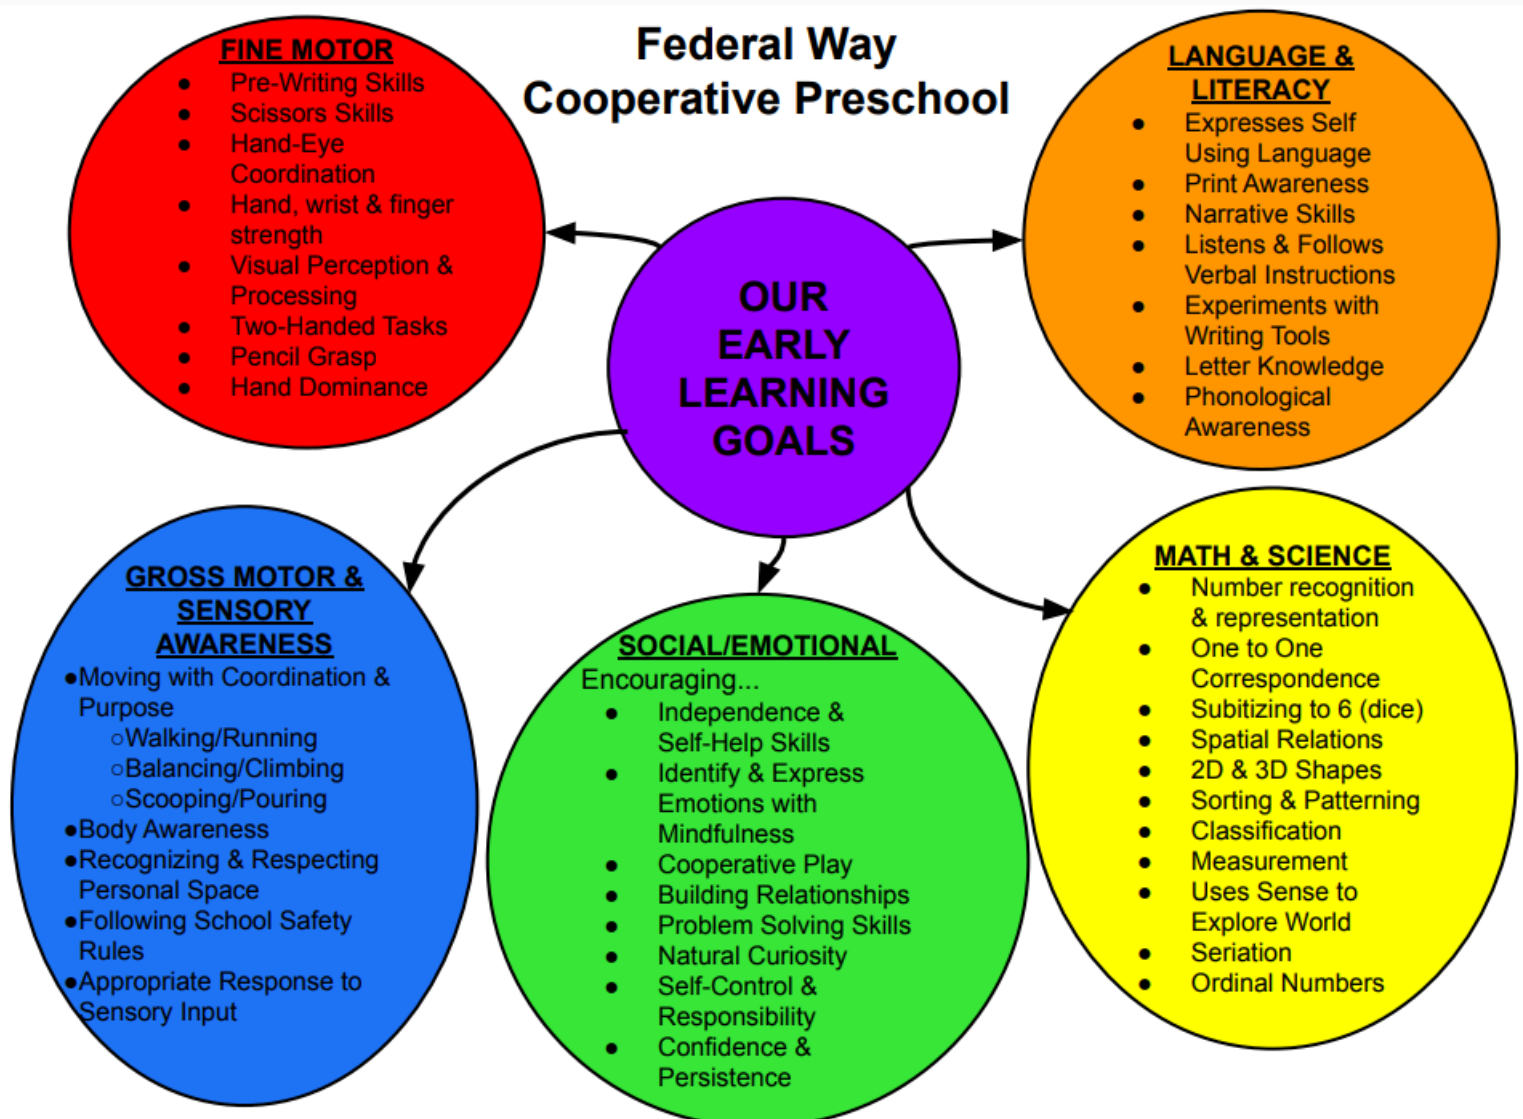 Federal Way
Cooperative Preschool
FINE MOTOR
● Pre-Writing Skills
● Scissors Skills
● Hand-Eye
Coordination
● Hand, wrist & finger
strength
● Visual Perception &
Processing
● Two-Handed Tasks
● Pencil Grasp
● Hand Dominance
OUR
EARLY
LEARNING
GOALS
LANGUAGE &
LITERACY
● Expresses Self
Using Language
● Print Awareness
● Narrative Skills
● Listens & Follows
Verbal Instructions
● Experiments with
Writing Tools
● Letter Knowledge
● Phonological
Awareness
GROSS MOTOR &
SENSORY
AWARENESS
●Moving with Coordination &
Purpose
○Walking/Running
○Balancing/Climbing
○Scooping/Pouring
●Body Awareness
●Recognizing & Respecting
Personal Space
●Following School Safety
Rules
●Appropriate Response to
Sensory Input
SOCIAL/EMOTIONAL
Encouraging...
● Independence &
Self-Help Skills
● Identify & Express
Emotions with
Mindfulness
● Cooperative Play
● Building Relationships
● Problem Solving Skills
● Natural Curiosity
● Self-Control &
Responsibility
● Confidence &
Persistence
MATH & SCIENCE
● Number recognition
& representation
● One to One
Correspondence
● Subitizing to 6 (dice)
● Spatial Relations
● 2D & 3D Shapes
● Sorting & Patterning
● Classification
● Measurement
● Uses Sense to
Explore World
● Seriation
● Ordinal Numbers